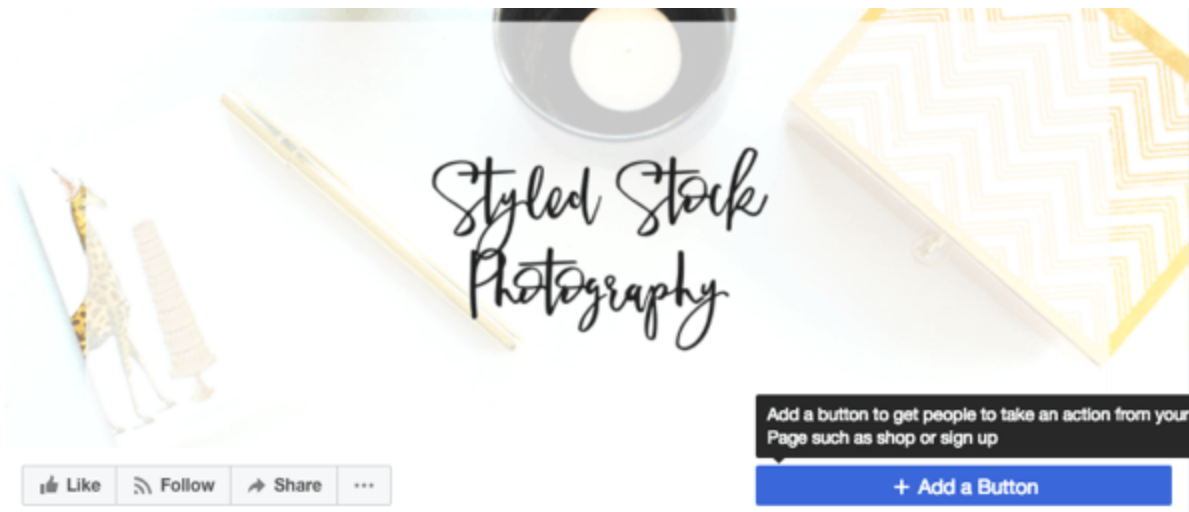 Styled Stock
Photography
Add a button to get people to take an action from your
Page such as shop or sign up
Like Follow Share ...
+ Add a Button